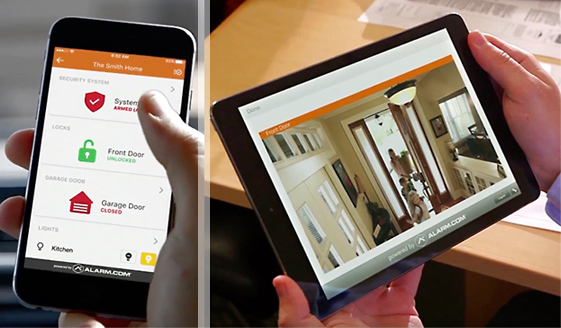 The Smith Home
SECURITY SYSTEM
System
ARMED
LOCKS
Front Door
UNLOCKED
GARAGE DOOR
Garage Door
CLOSED
LIGHTS
Kitchen
powered by ALARM.COM
Done
Front Door
powered by ALARM.COM